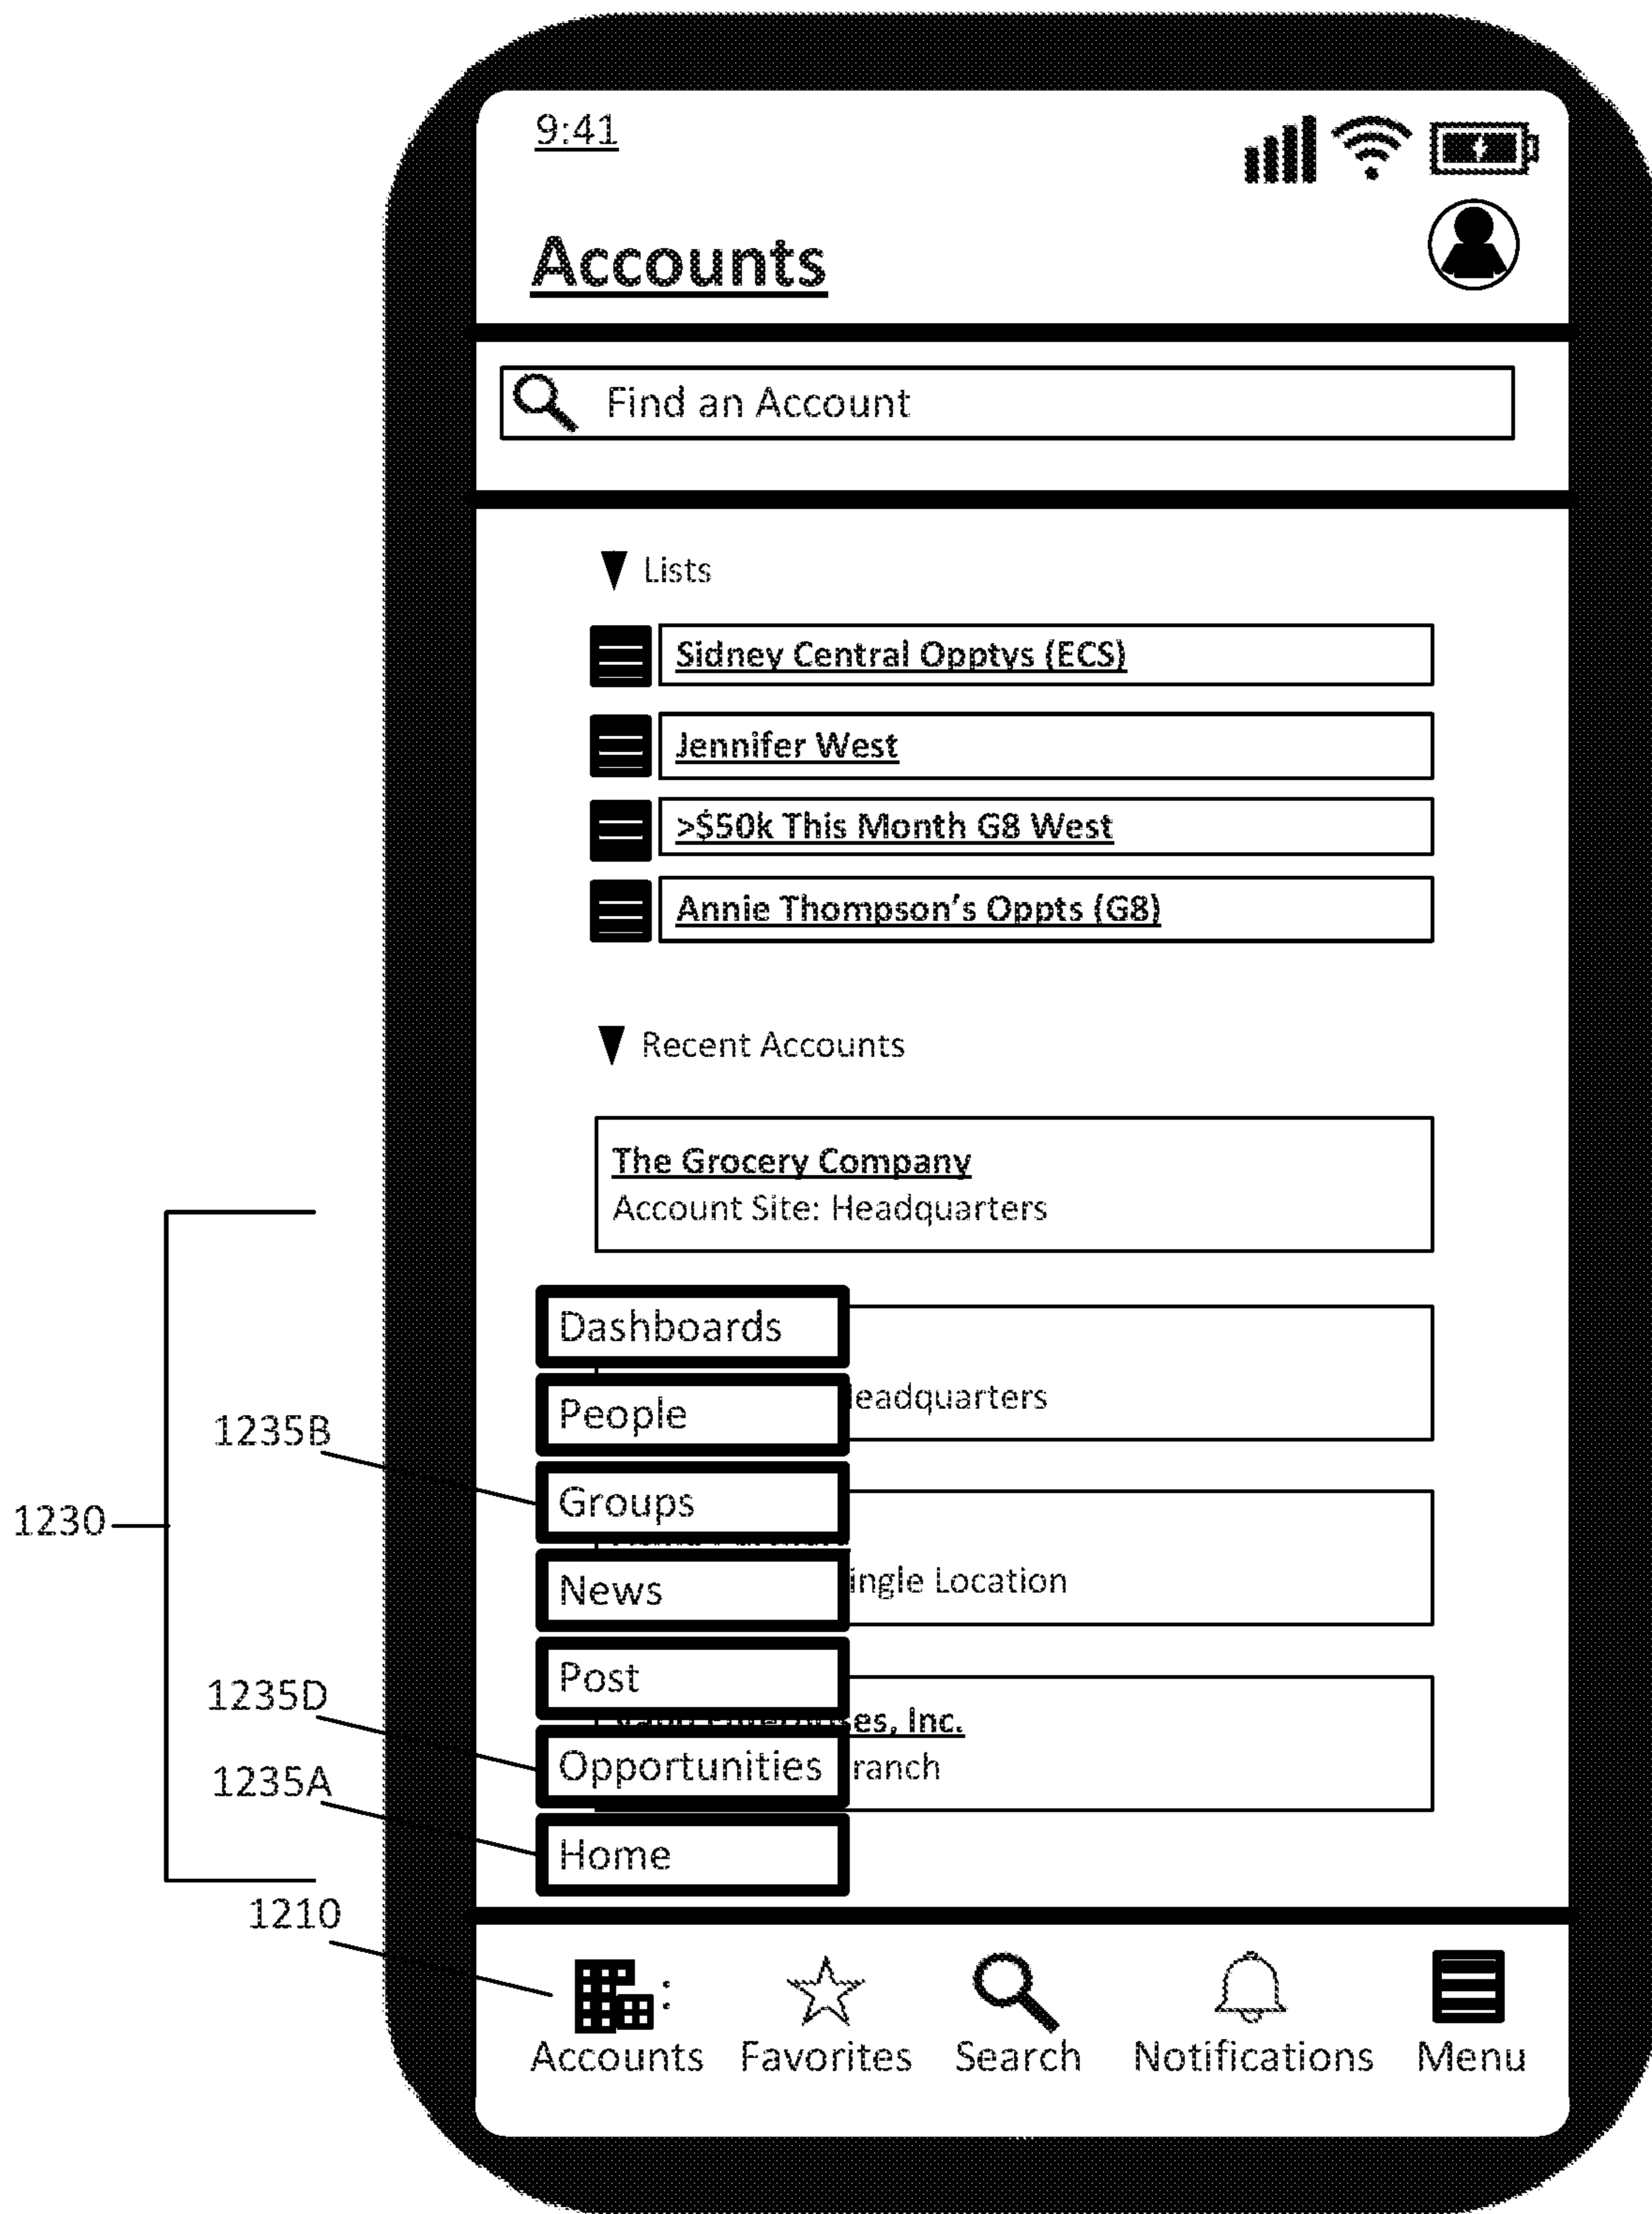 9:41
Accounts
Find an Account
Lists
Sidney Central Opptys (ECS)
Jennifer West
>$50k This Month G8 West
Annie Thompson’s Oppts (G8)
Recent Accounts
The Grocery Company
Account Site: Headquarters
Dashboards
People
eadquarters
1235B
Groups
1230
News
ingle Location
Post
1235D
es, Inc.
Opportunities
ranch
1235A
Home
1210
Accounts
Favorites
Search
Notifications
Menu